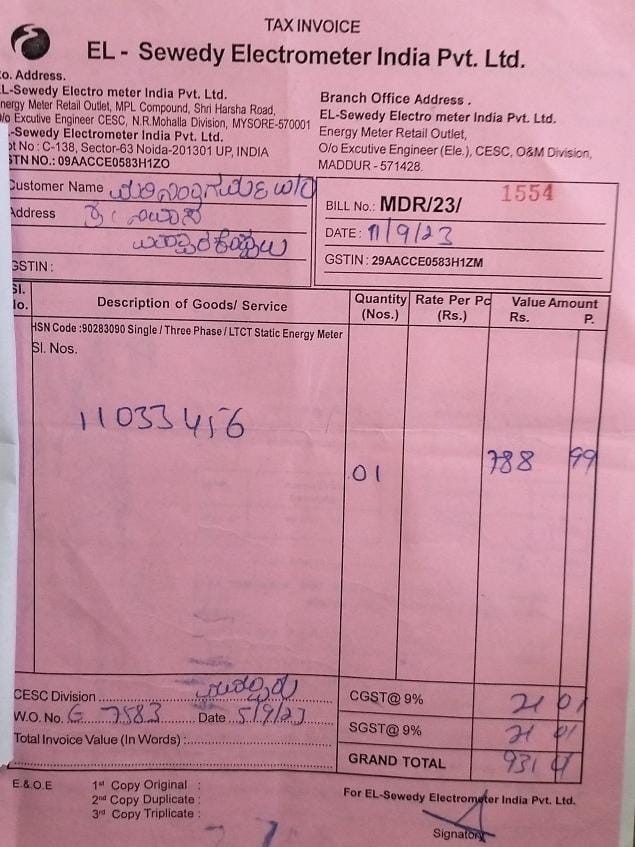 TAX INVOICE
EL - Sewedy Electrometer India Pvt. Ltd.
o. Address.
L-Sewedy Electro meter India Pvt. Ltd.
nergy Meter Retail Outlet, MPL Compound, Shri Harsha Road,
/o Excutive Engineer CESC, N.R.Mohalla Division, MYSORE-570001
-Sewedy Electrometer India Pvt. Ltd.
ot No : C-138, Sector-63 Noida-201301 UP, INDIA
STN NO.: 09AACCE0583H1ZO
Branch Office Address .
EL-Sewedy Electro meter India Pvt. Ltd.
Energy Meter Retail Outlet,
O/o Excutive Engineer (Ele.), CESC, O&M Division,
MADDUR - 571428.
Customer Name
Address
GSTIN :
BILL No.: MDR/23/ 1554
DATE : 11/9/23
GSTIN : 29AACCE0583H1ZM
Sl. No. Description of Goods/ Service Quantity (Nos.) Rate Per Pc (Rs.) Value Amount Rs. P.
HSN Code :90283090 Single / Three Phase / LTCT Static Energy Meter
Sl. Nos.
11033456
01 788 99
CESC Division ಮದ್ದೂರು
W.O. No. 7583 Date 5/9/23
Total Invoice Value (In Words) :
CGST@ 9% 71 01
SGST@ 9% 71 01
GRAND TOTAL 931
E.& O.E 1st Copy Original :
2nd Copy Duplicate :
3rd Copy Triplicate :
For EL-Sewedy Electrometer India Pvt. Ltd.
Signatory